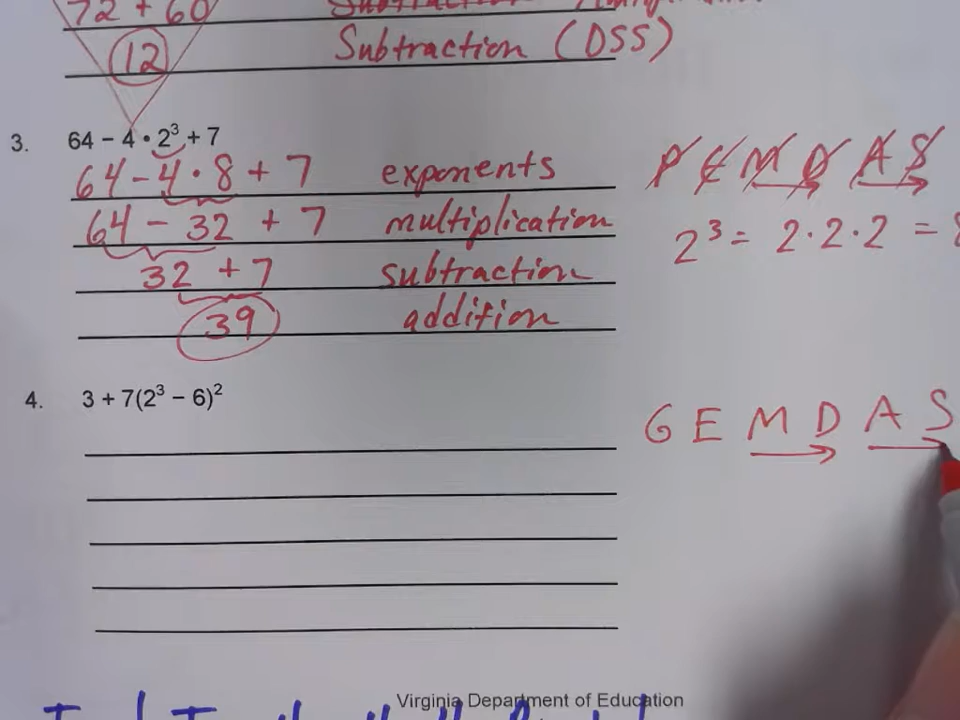 72 + 60
12 Subtraction (DSS)
3. 64 − 4 • 2³ + 7
64 - 4 · 8 + 7 exponents P E M D A S
64 - 32 + 7 multiplication 2³ = 2 · 2 · 2 = 8
32 + 7 subtraction
39 addition
4. 3 + 7(2³ − 6)² G E M D A S
Virginia Department of Education